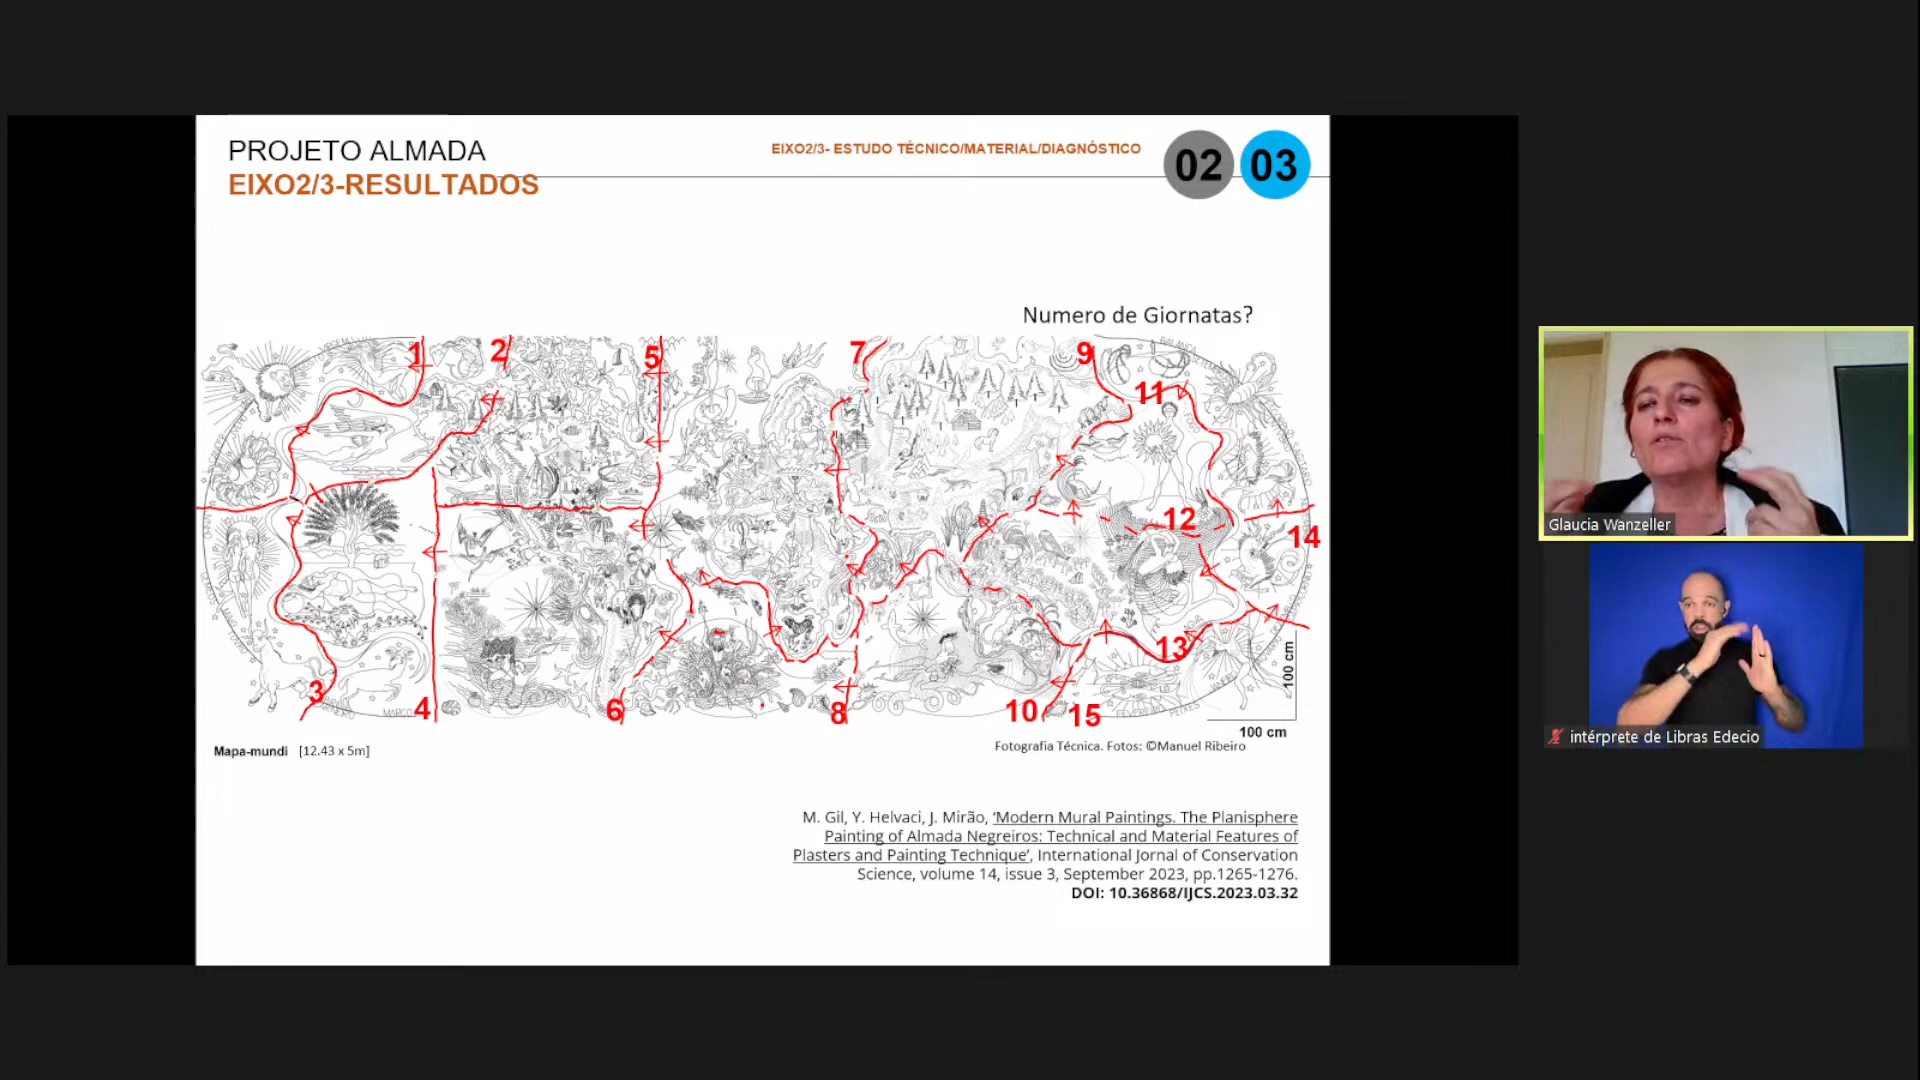 PROJETO ALMADA
EIXO2/3-RESULTADOS
EIXO2/3- ESTUDO TÉCNICO/MATERIAL/DIAGNÓSTICO
02 03
Numero de Giornatas?
1 2 5 7 9
11
12
14
13
3 4 6 8 10 15
MARÇO
100 cm
100 cm
Mapa-mundi [12.43 x 5m]
Fotografia Técnica. Fotos: ©Manuel Ribeiro
M. Gil, Y. Helvaci, J. Mirão, ‘Modern Mural Paintings. The Planisphere
Painting of Almada Negreiros: Technical and Material Features of
Plasters and Painting Technique’, International Jornal of Conservation
Science, volume 14, issue 3, September 2023, pp.1265-1276.
DOI: 10.36868/IJCS.2023.03.32
Glaucia Wanzeller
intérprete de Libras Edecio